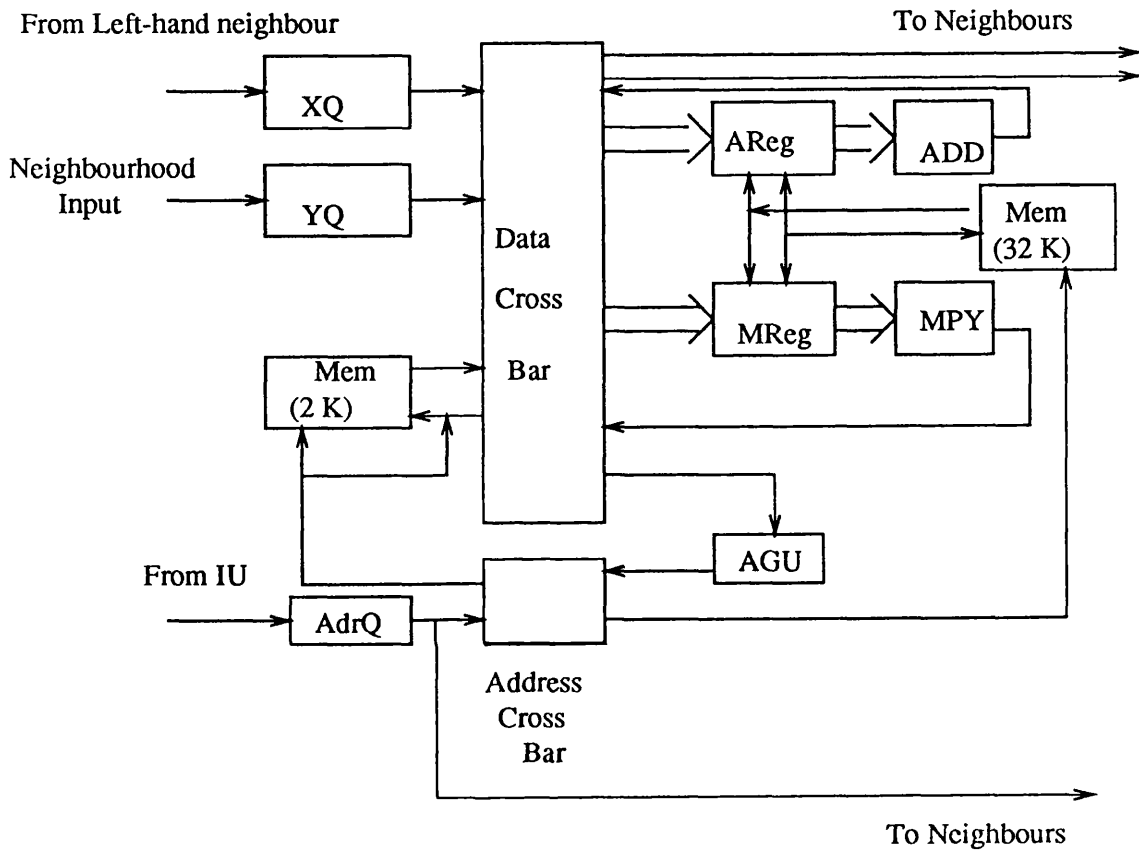 From Left-hand neighbour
To Neighbours
XQ
AReg
ADD
Neighbourhood
Input
YQ
Mem
(32 K)
Data
Cross
Bar
MReg
MPY
Mem
(2 K)
AGU
From IU
AdrQ
Address
Cross
Bar
To Neighbours